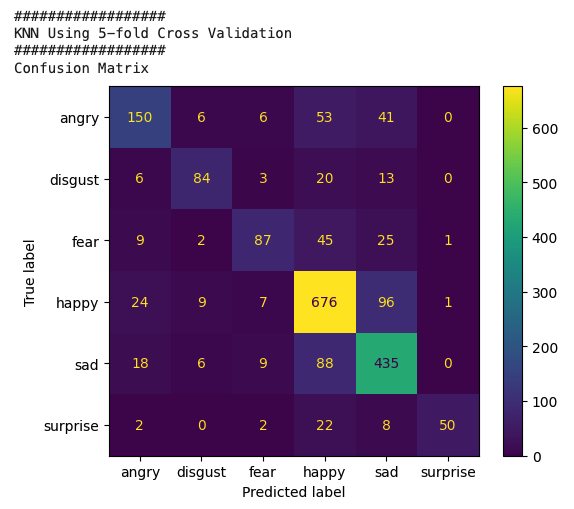 ##################
KNN Using 5-fold Cross Validation
##################
Confusion Matrix
angry 150 6 6 53 41 0
disgust 6 84 3 20 13 0
fear 9 2 87 45 25 1
happy 24 9 7 676 96 1
sad 18 6 9 88 435 0
surprise 2 0 2 22 8 50
angry disgust fear happy sad surprise
Predicted label
True label
600
500
400
300
200
100
0